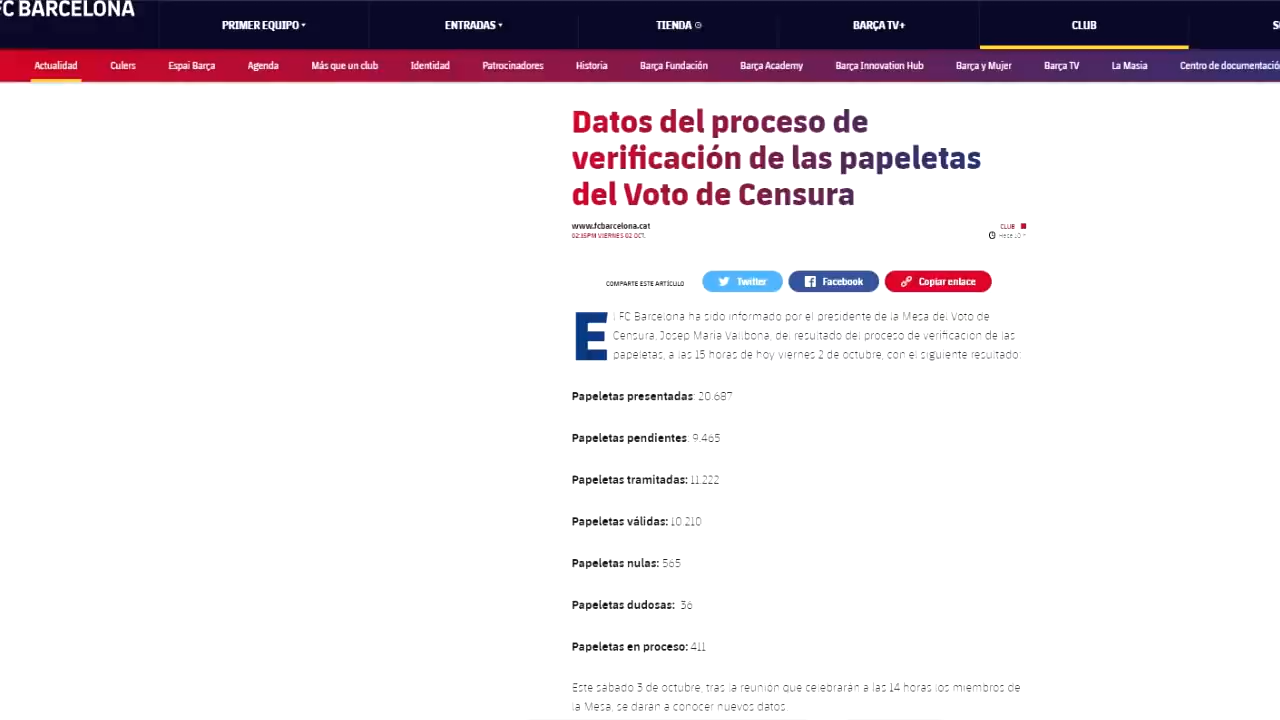 FC BARCELONA
PRIMER EQUIPO
ENTRADAS
TIENDA
BARÇA TV+
CLUB
Actualidad
Culers
Espai Barça
Agenda
Más que un club
Identidad
Patrocinadores
Historia
Barça Fundación
Barça Academy
Barça Innovation Hub
Barça y Mujer
Barça TV
La Masia
Centro de documentación
Datos del proceso de
verificación de las papeletas
del Voto de Censura
www.fcbarcelona.cat
CLUB
02:15PM VIERNES 02 OCT.
COMPARTE ESTE ARTÍCULO
Twitter
Facebook
Copiar enlace
El FC Barcelona ha sido informado por el presidente de la Mesa del Voto de
Censura, Josep Maria Vallbona, del resultado del proceso de verificación de las
papeletas, a las 15 horas de hoy viernes 2 de octubre, con el siguiente resultado:
Papeletas presentadas: 20.687
Papeletas pendientes: 9.465
Papeletas tramitadas: 11.222
Papeletas válidas: 10.210
Papeletas nulas: 565
Papeletas dudosas: 36
Papeletas en proceso: 411
Este sábado 3 de octubre, tras la reunión que celebrarán a las 14 horas los miembros de
la Mesa, se darán a conocer nuevos datos.